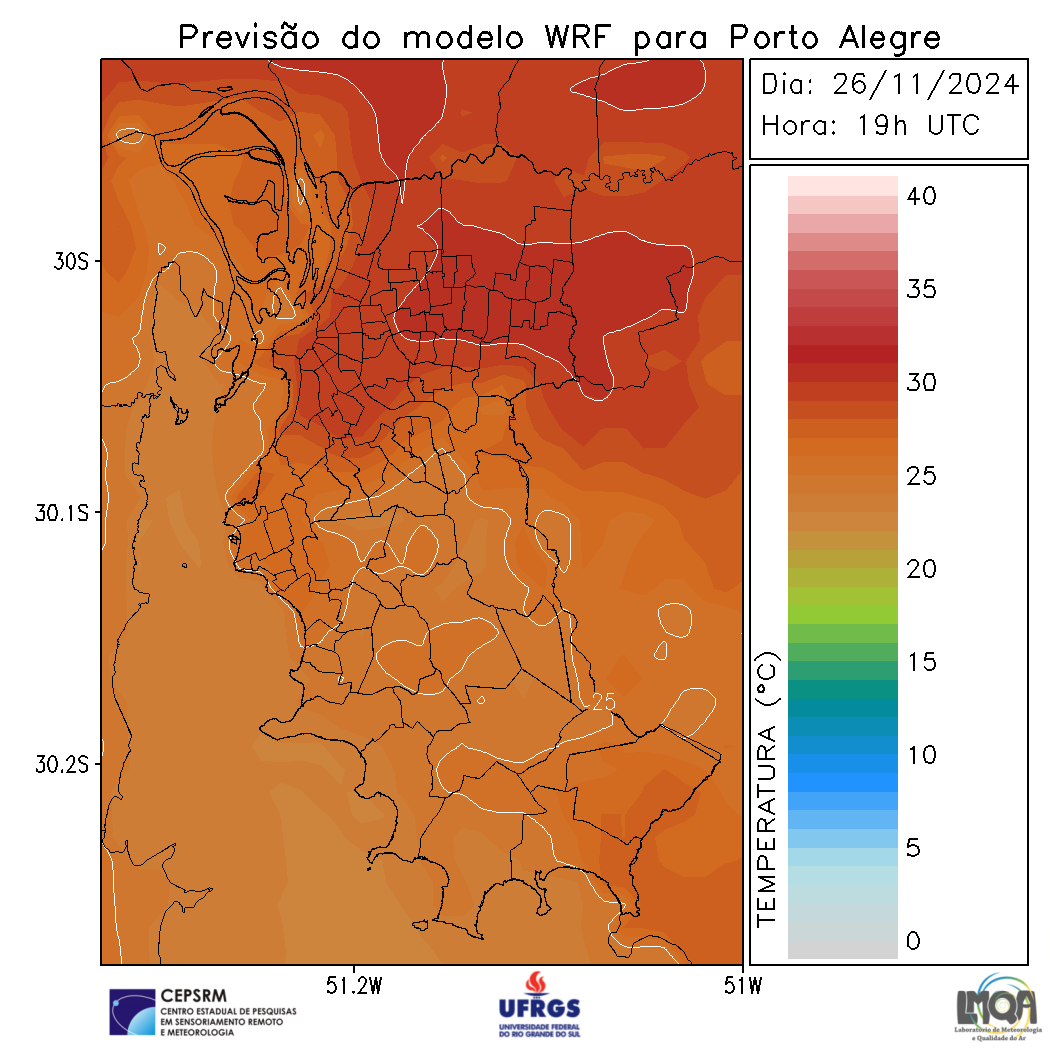 Previsão do modelo WRF para Porto Alegre
Dia: 26/11/2024
Hora: 19h UTC
40
35
30
25
20
15
10
5
0
TEMPERATURA (°C)
30S
30.1S
30.2S
25
51.2W
51W
CEPSRM
CENTRO ESTADUAL DE PESQUISAS
EM SENSORIAMENTO REMOTO
E METEOROLOGIA
UFRGS
UNIVERSIDADE FEDERAL
DO RIO GRANDE DO SUL
LMQA
Laboratório de Meteorologia
e Qualidade do Ar